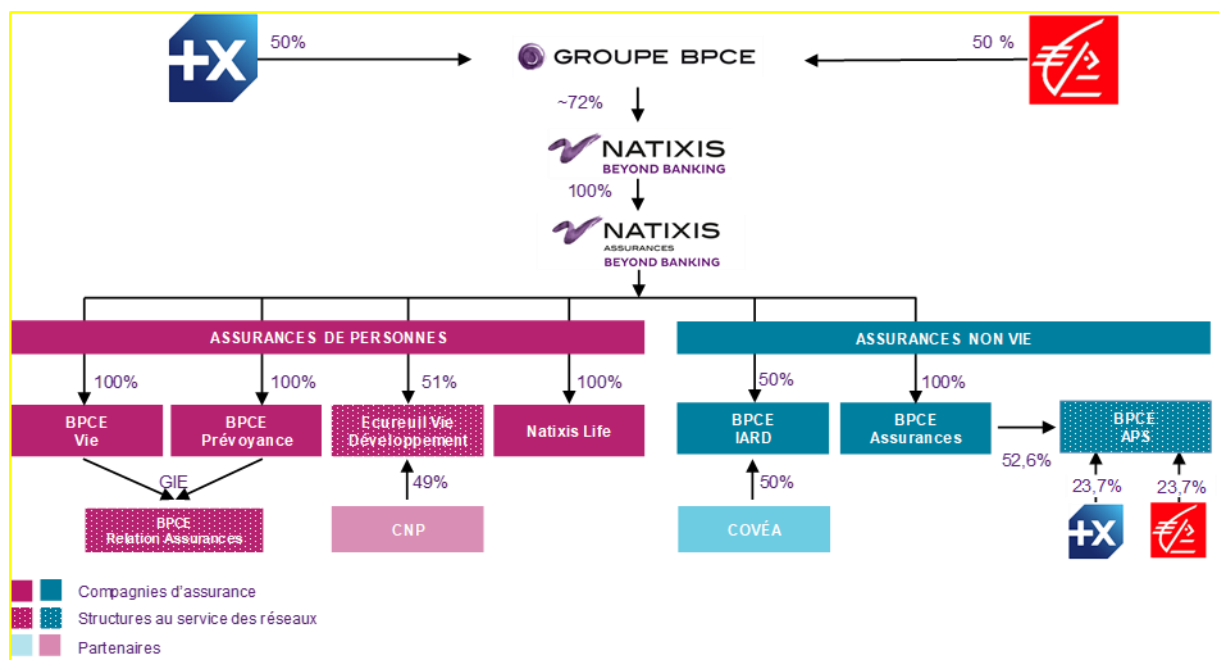 +X
50%
GROUPE BPCE
50 %
~72%
NATIXIS
BEYOND BANKING
100%
NATIXIS
ASSURANCES
BEYOND BANKING
ASSURANCES DE PERSONNES
ASSURANCES NON VIE
100%
100%
51%
100%
50%
100%
BPCE
Vie
BPCE
Prévoyance
Ecureuil Vie
Développement
Natixis Life
BPCE
IARD
BPCE
Assurances
BPCE
APS
52,6%
GIE
49%
50%
23,7%
23,7%
BPCE
Relation Assurances
CNP
COVÉA
+X
Compagnies d'assurance
Structures au service des réseaux
Partenaires